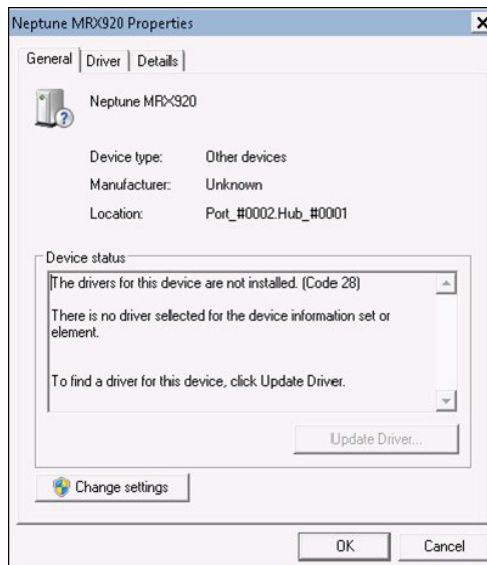 Neptune MRX920 Properties
General
Driver
Details
Neptune MRX920
Device type: Other devices
Manufacturer: Unknown
Location: Port_#0002.Hub_#0001
Device status
The drivers for this device are not installed. (Code 28)
There is no driver selected for the device information set or
element.
To find a driver for this device, click Update Driver.
Update Driver...
Change settings
OK
Cancel